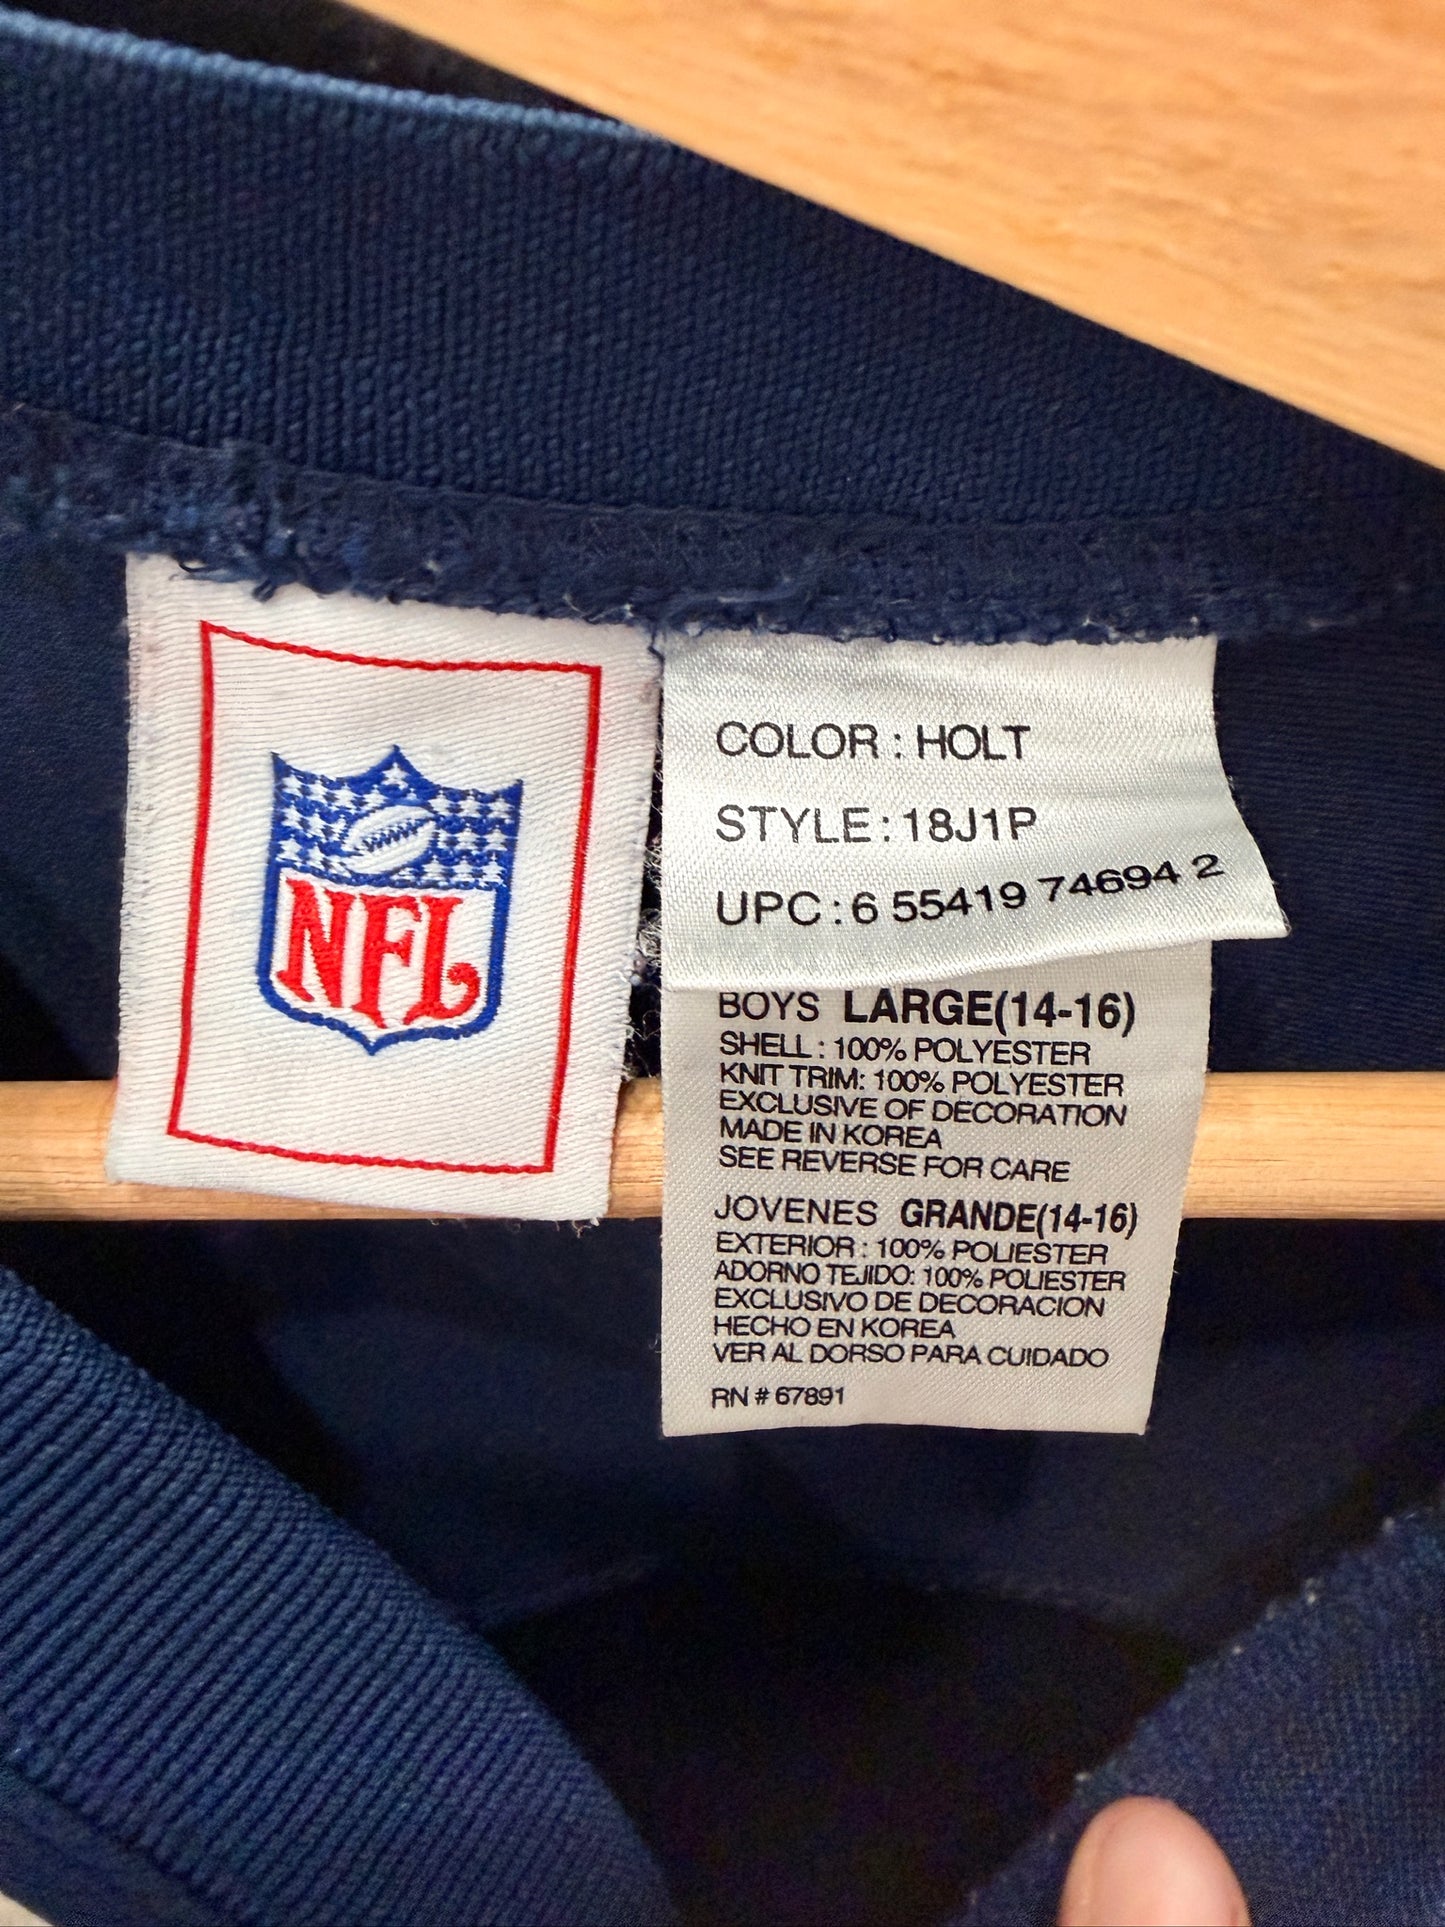 NFL
COLOR : HOLT
STYLE : 18J1P
UPC : 6 55419 74694 2
BOYS LARGE(14-16)
SHELL : 100% POLYESTER
KNIT TRIM: 100% POLYESTER
EXCLUSIVE OF DECORATION
MADE IN KOREA
SEE REVERSE FOR CARE
JOVENES GRANDE(14-16)
EXTERIOR : 100% POLIESTER
ADORNO TEJIDO: 100% POLIESTER
EXCLUSIVO DE DECORACION
HECHO EN KOREA
VER AL DORSO PARA CUIDADO
RN # 67891